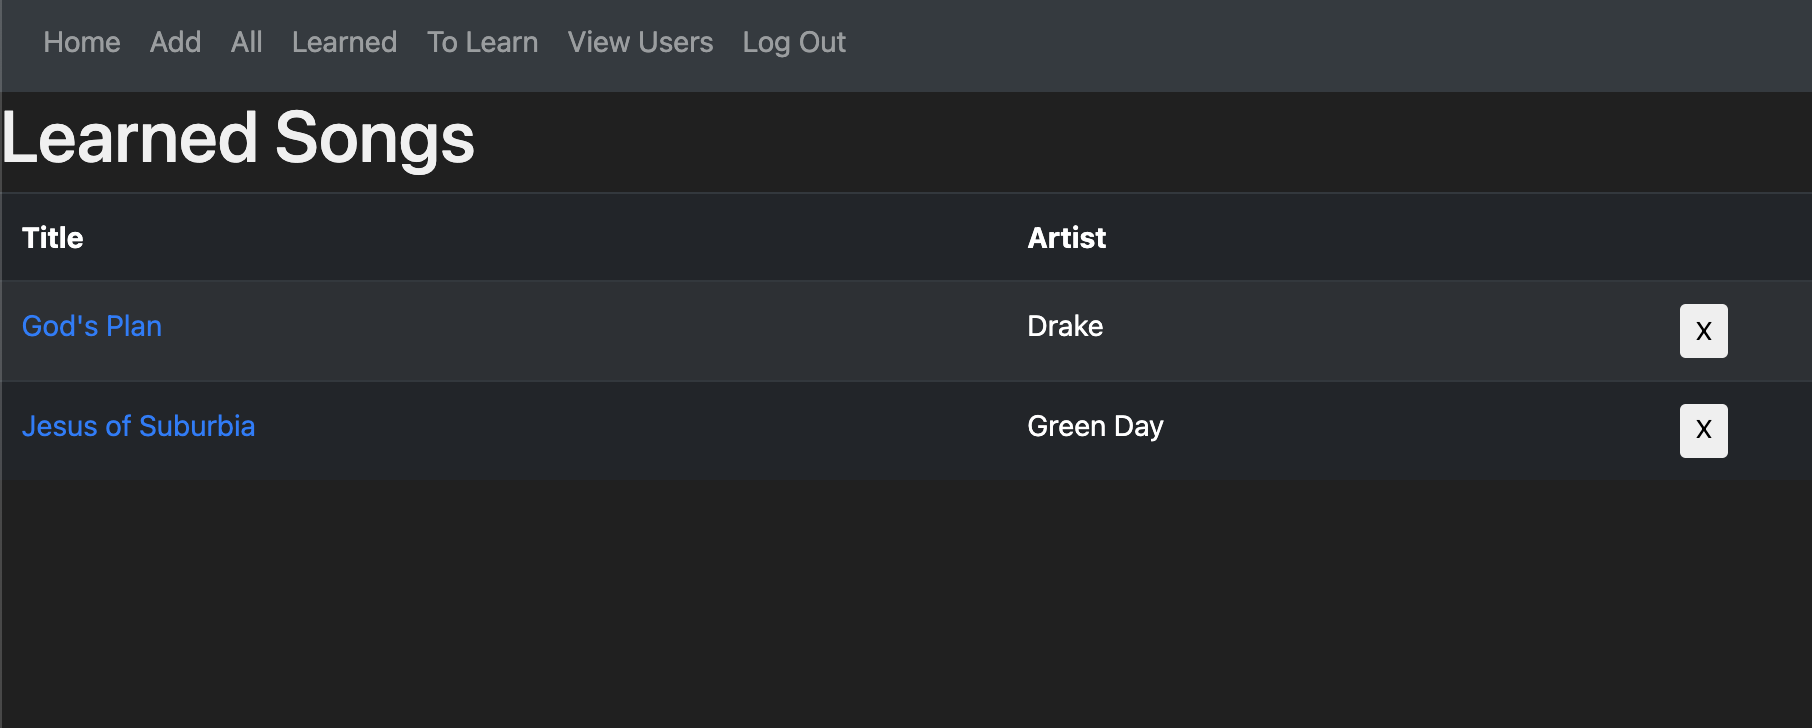 Home Add All Learned To Learn View Users Log Out
Learned Songs
Title Artist
God's Plan Drake X
Jesus of Suburbia Green Day X